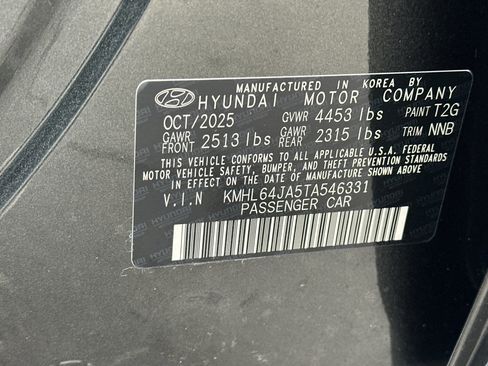 MANUFACTURED IN KOREA BY
HYUNDAI MOTOR COMPANY
OCT/2025 GVWR 4453 lbs PAINT T2G
GAWR FRONT 2513 lbs GAWR REAR 2315 lbs TRIM NNB
THIS VEHICLE CONFORMS TO ALL APPLICABLE U.S.A. FEDERAL
MOTOR VEHICLE SAFETY, BUMPER, AND THEFT PREVENTION STANDARDS
IN EFFECT ON THE DATE OF MANUFACTURE SHOWN ABOVE
V.I.N KMHL64JA5TA546331
PASSENGER CAR